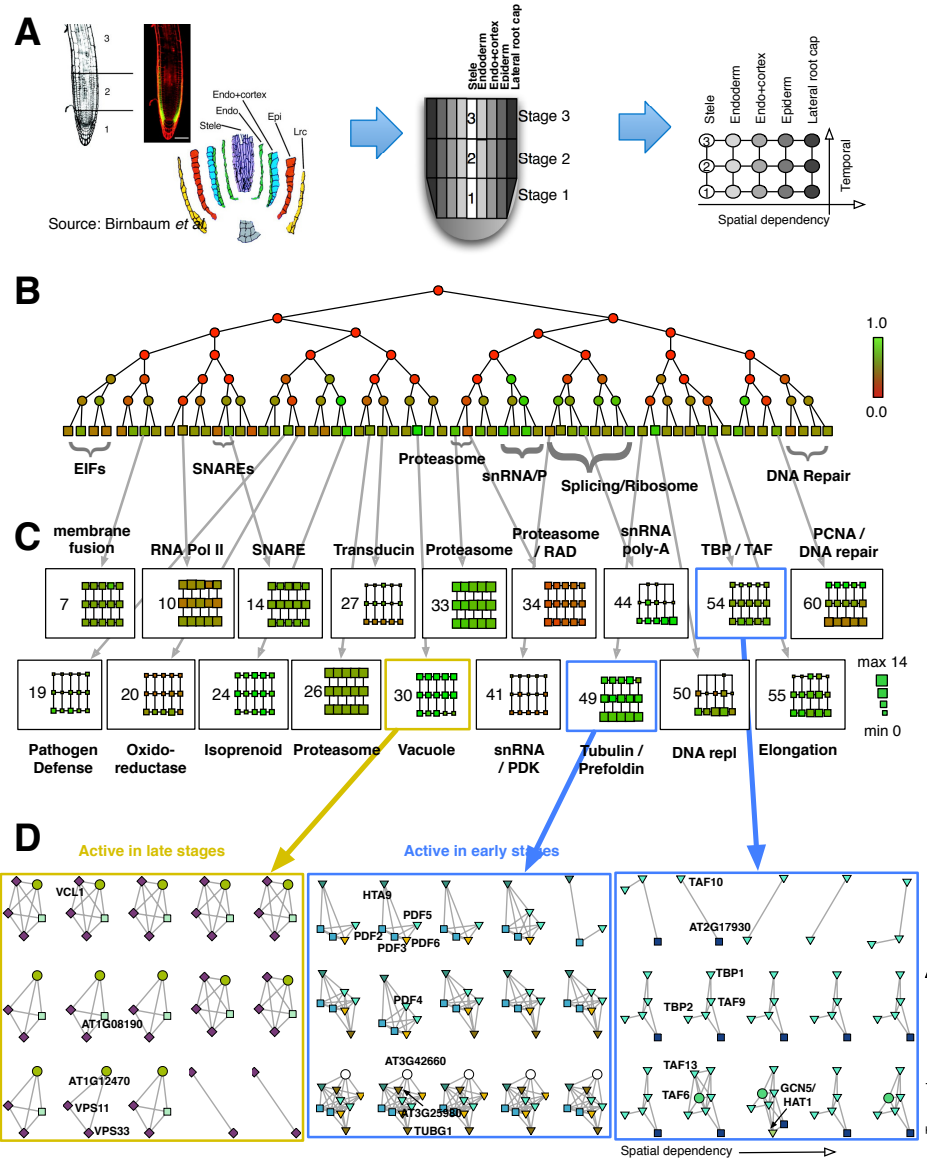 A
3
2
1
Endo+cortex
Endo
Epi
Stele
Lrc
Source: Birnbaum et al.
Stele
Endoderm
Endo+cortex
Epiderm
Lateral root cap
3
2
1
Stage 3
Stage 2
Stage 1
Stele
Endoderm
Endo+cortex
Epiderm
Lateral root cap
3
2
1
Temporal
Spatial dependency
B
1.0
0.0
EIFs
SNAREs
Proteasome
snRNA/P
Splicing/Ribosome
DNA Repair
C
membrane
fusion
RNA Pol II
SNARE
Transducin
Proteasome
Proteasome
/ RAD
snRNA
poly-A
TBP / TAF
PCNA /
DNA repair
7
10
14
27
33
34
44
54
60
19
20
24
26
30
41
49
50
55
max 14
min 0
Pathogen
Defense
Oxido-
reductase
Isoprenoid
Proteasome
Vacuole
snRNA
/ PDK
Tubulin /
Prefoldin
DNA repl
Elongation
D
Active in late stages
Active in early stages
VCL1
AT1G08190
AT1G12470
VPS11
VPS33
HTA9
PDF5
PDF2
PDF6
PDF3
PDF4
AT3G42660
AT3G25980
TUBG1
TAF10
AT2G17930
TBP1
TBP2
TAF9
TAF13
TAF6
GCN5/
HAT1
Spatial dependency